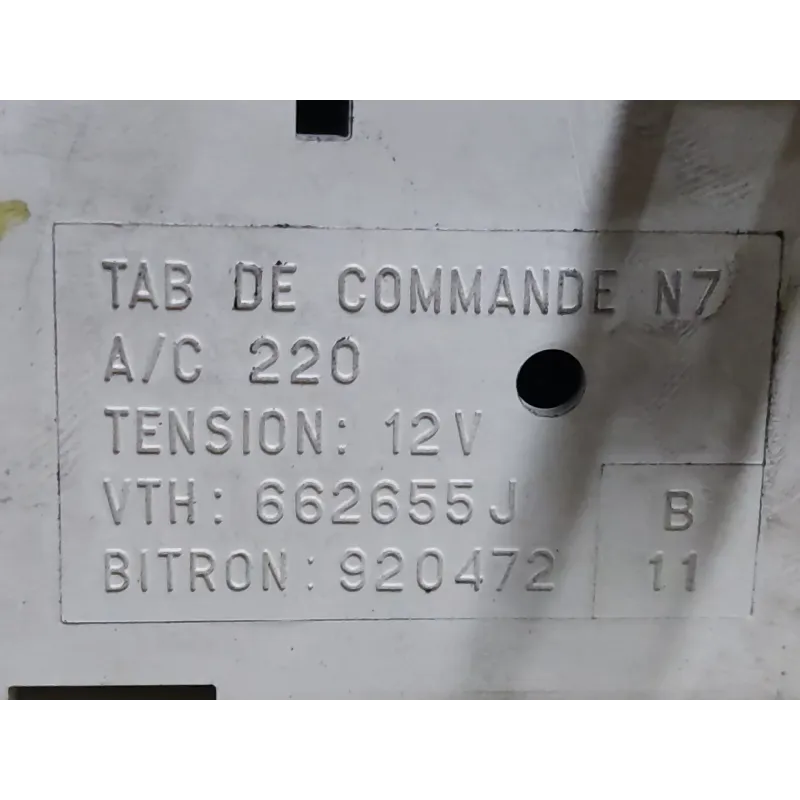 TAB DE COMMANDE N7
A/C 220
TENSION: 12V
VTH: 662655J
BITRON: 920472
B
11